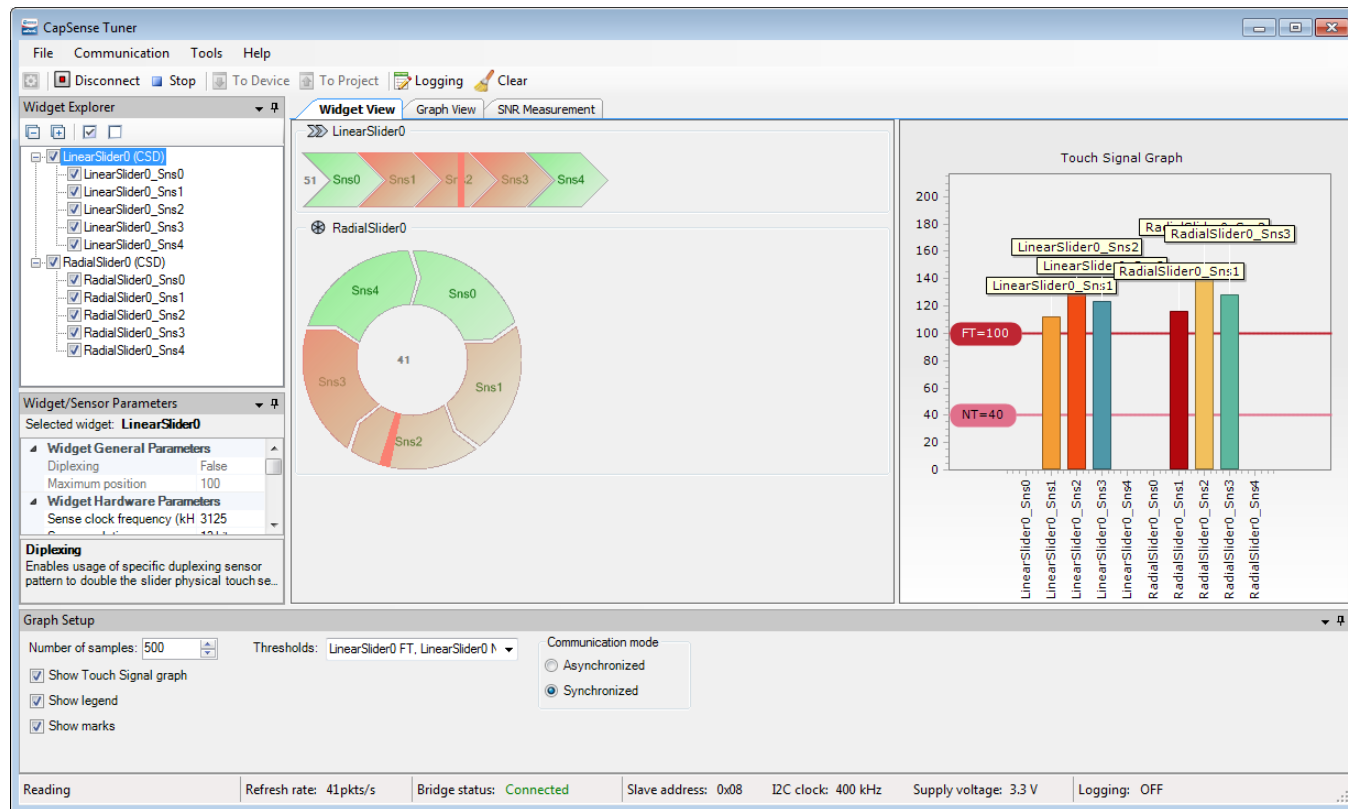 CapSense Tuner
File Communication Tools Help
Disconnect Stop To Device To Project Logging Clear
Widget Explorer
LinearSlider0 (CSD)
LinearSlider0_Sns0
LinearSlider0_Sns1
LinearSlider0_Sns2
LinearSlider0_Sns3
LinearSlider0_Sns4
RadialSlider0 (CSD)
RadialSlider0_Sns0
RadialSlider0_Sns1
RadialSlider0_Sns2
RadialSlider0_Sns3
RadialSlider0_Sns4
Widget/Sensor Parameters
Selected widget: LinearSlider0
Widget General Parameters
Diplexing False
Maximum position 100
Widget Hardware Parameters
Sense clock frequency (kH 3125
Diplexing
Enables usage of specific duplexing sensor
pattern to double the slider physical touch se...
Widget View Graph View SNR Measurement
LinearSlider0
51 Sns0 Sns1 Sns2 Sns3 Sns4
RadialSlider0
Sns4 Sns0
41
Sns3 Sns1
Sns2
Touch Signal Graph
200
180
160
140
120
100
80
60
40
20
0
RadialSlider0_Sns3
LinearSlider0_Sns2
RadialSlider0_Sns1
LinearSlider0_Sns1
FT=100
NT=40
LinearSlider0_Sns0
LinearSlider0_Sns1
LinearSlider0_Sns2
LinearSlider0_Sns3
LinearSlider0_Sns4
RadialSlider0_Sns0
RadialSlider0_Sns1
RadialSlider0_Sns2
RadialSlider0_Sns3
RadialSlider0_Sns4
Graph Setup
Number of samples: 500 Thresholds: LinearSlider0 FT, LinearSlider0 N
Show Touch Signal graph
Show legend
Show marks
Communication mode
Asynchronized
Synchronized
Reading Refresh rate: 41pkts/s Bridge status: Connected Slave address: 0x08 I2C clock: 400 kHz Supply voltage: 3.3 V Logging: OFF